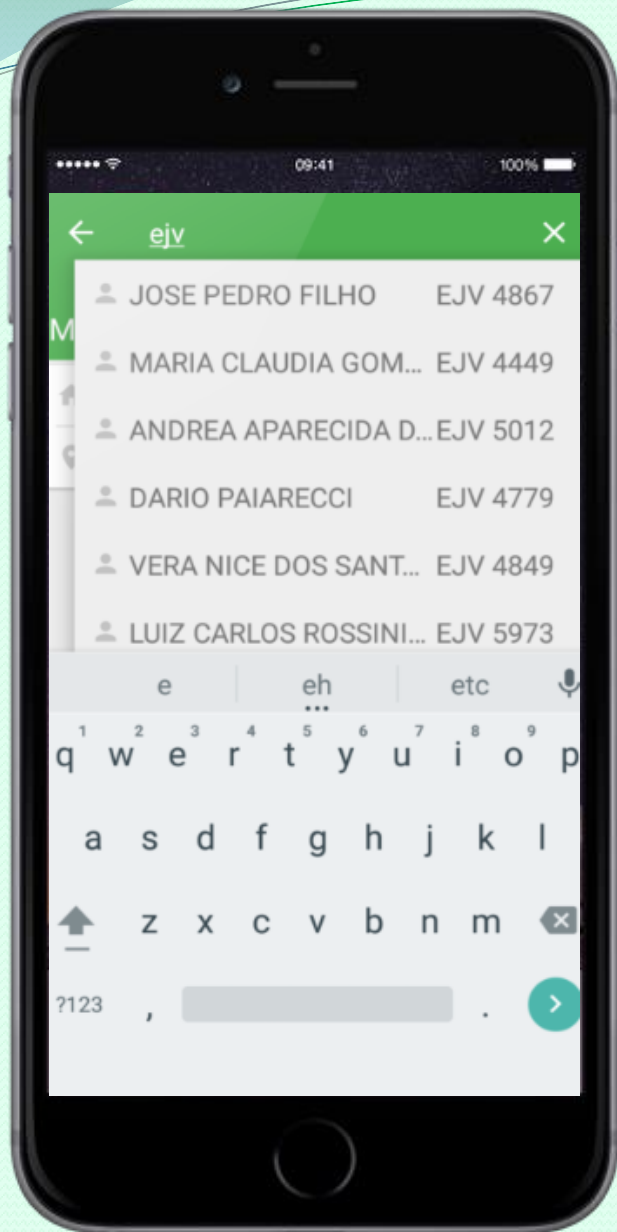 09:41 100%
ejv
JOSE PEDRO FILHO EJV 4867
M
MARIA CLAUDIA GOM... EJV 4449
ANDREA APARECIDA D... EJV 5012
DARIO PAIARECCI EJV 4779
VERA NICE DOS SANT... EJV 4849
LUIZ CARLOS ROSSINI... EJV 5973
e eh etc
1 2 3 4 5 6 7 8 9
q w e r t y u i o p
a s d f g h j k l
z x c v b n m
?123 , .